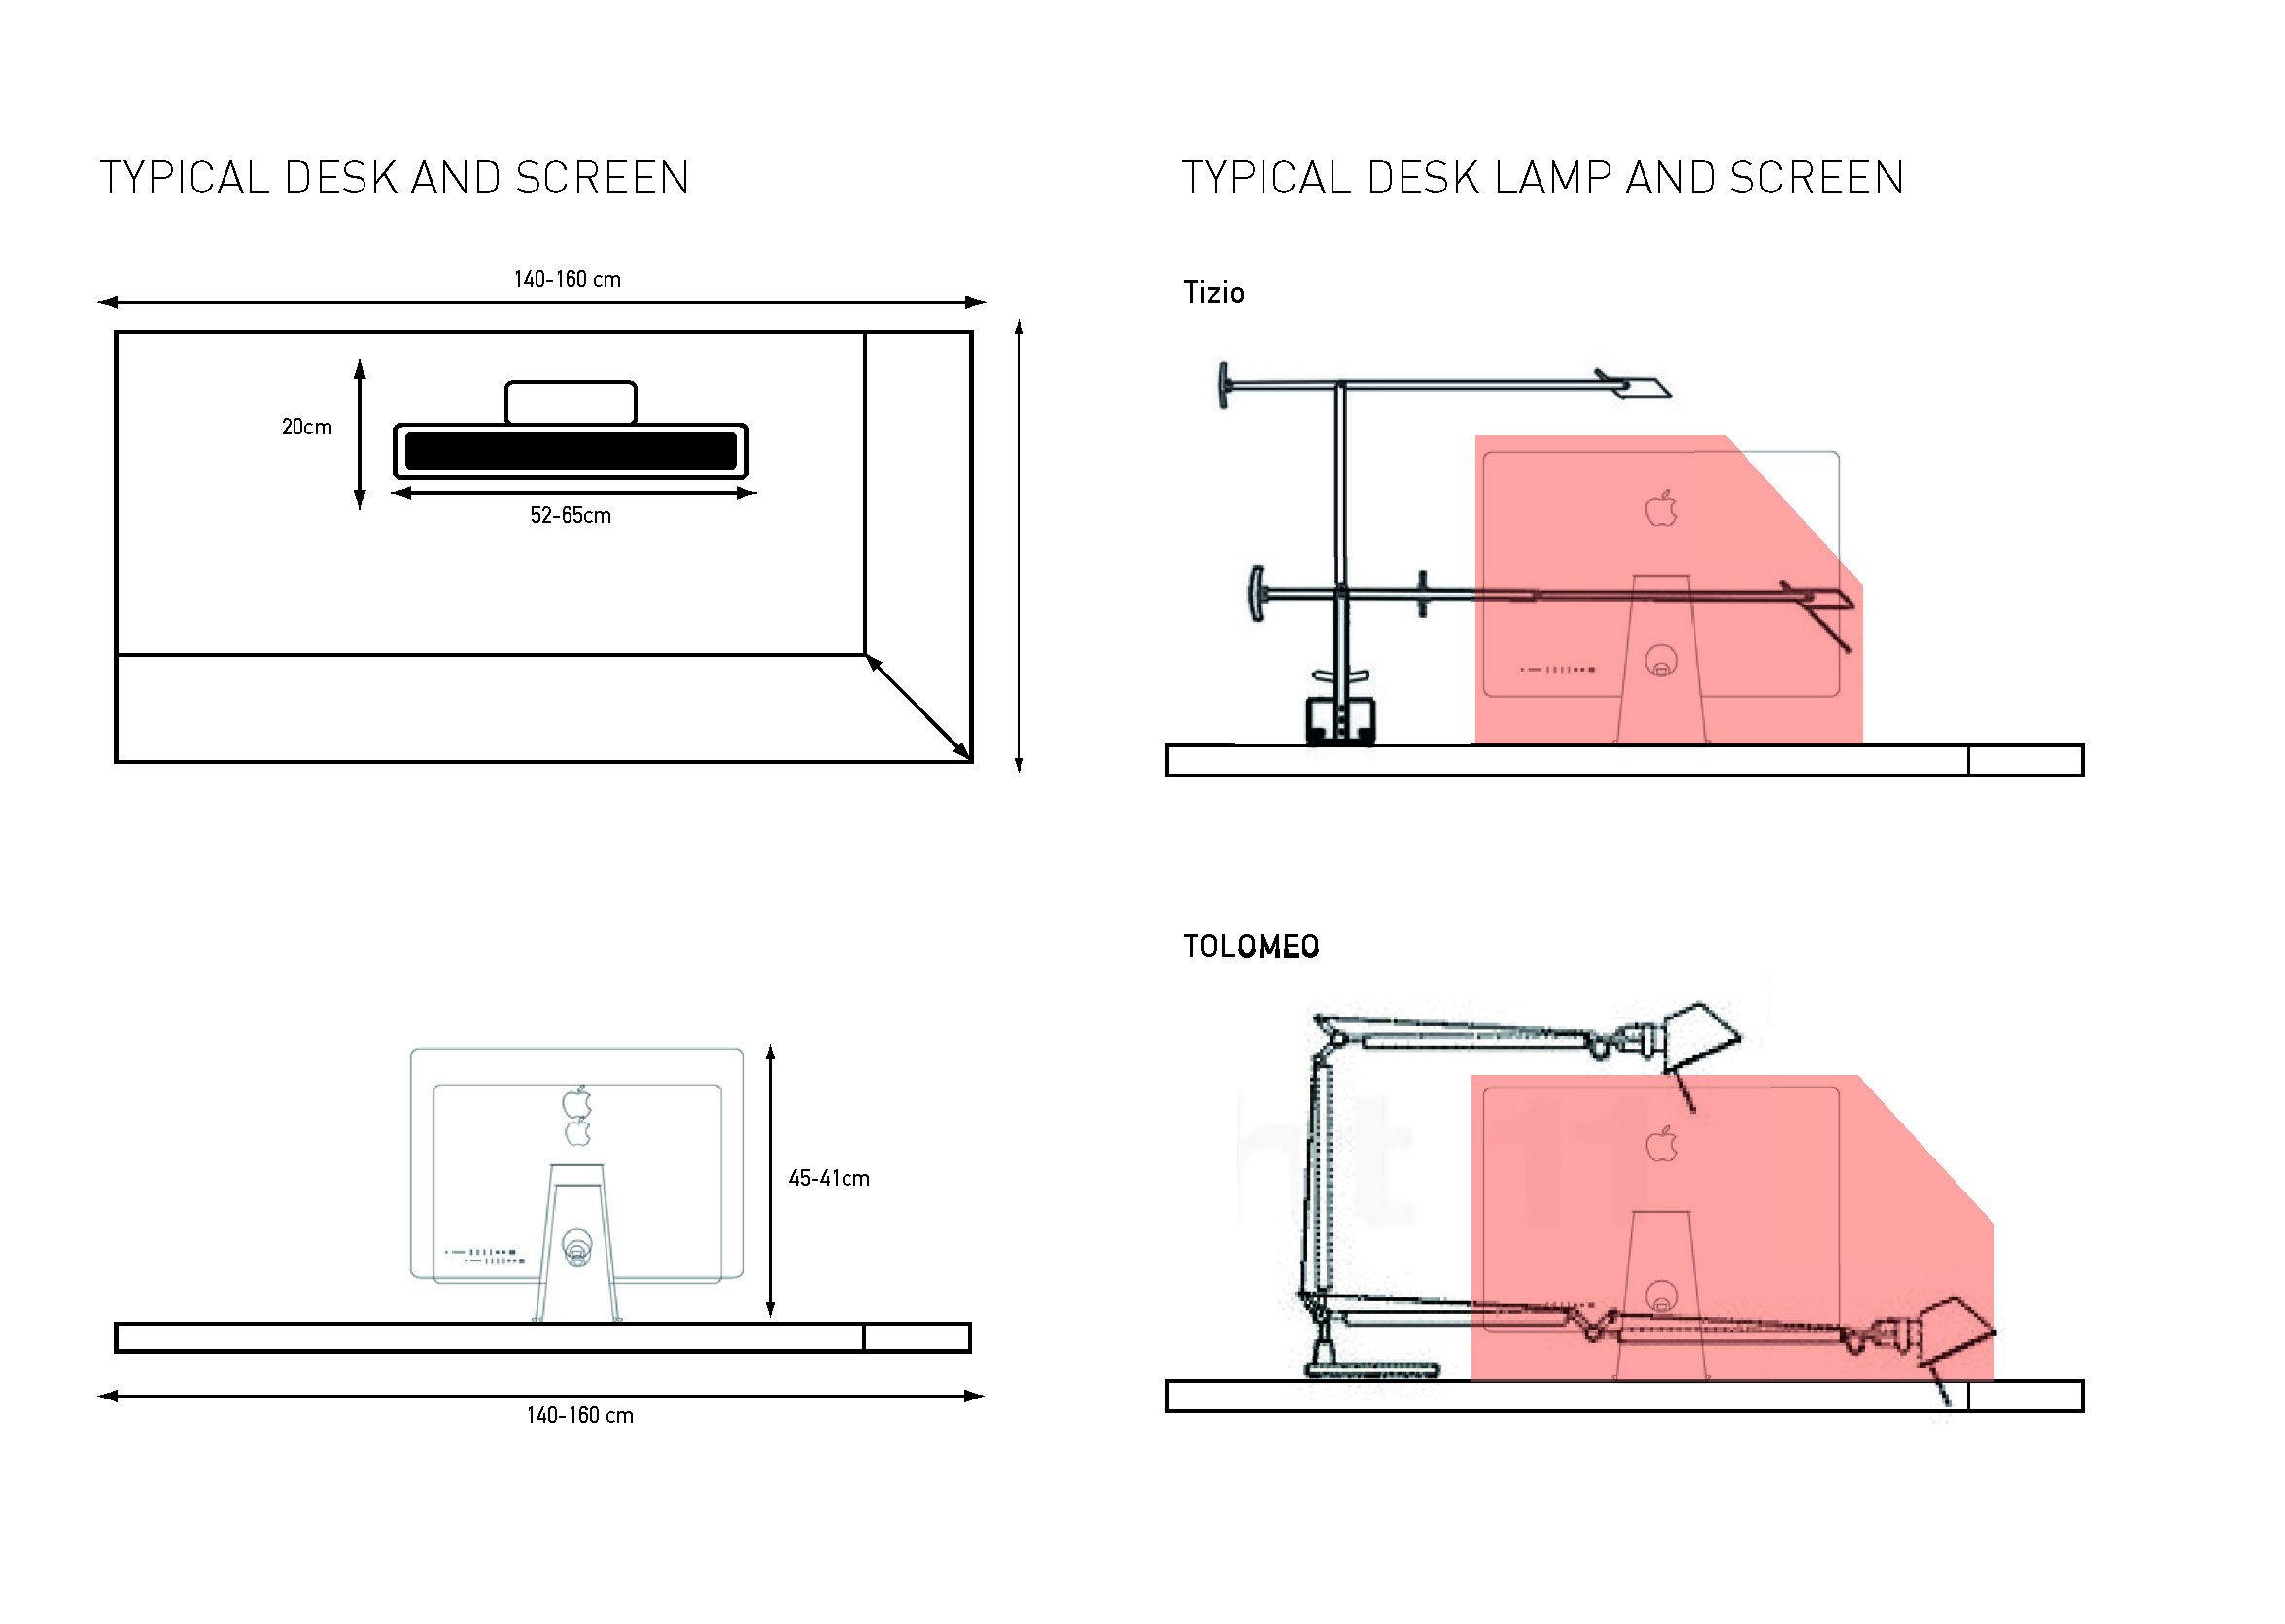 TYPICAL DESK AND SCREEN
140-160 cm
20cm
52-65cm
45-41cm
140-160 cm
TYPICAL DESK LAMP AND SCREEN
Tizio
TOLOMEO